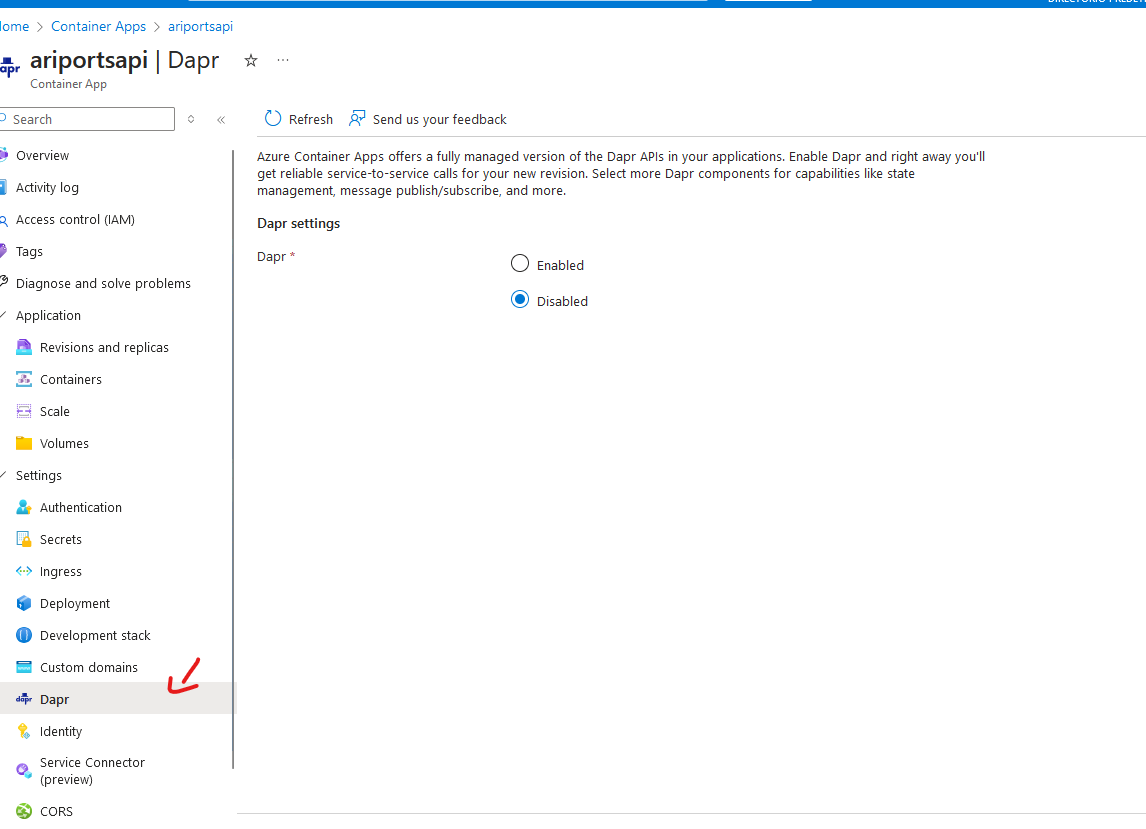 Container Apps > ariportsapi
ariportsapi | Dapr
Container App
Search
Refresh
Send us your feedback
Overview
Activity log
Access control (IAM)
Tags
Diagnose and solve problems
Application
Revisions and replicas
Containers
Scale
Volumes
Settings
Authentication
Secrets
Ingress
Deployment
Development stack
Custom domains
dapr Dapr
Identity
Service Connector
(preview)
CORS
Azure Container Apps offers a fully managed version of the Dapr APIs in your applications. Enable Dapr and right away you'll
get reliable service-to-service calls for your new revision. Select more Dapr components for capabilities like state
management, message publish/subscribe, and more.
Dapr settings
Dapr *
Enabled
Disabled